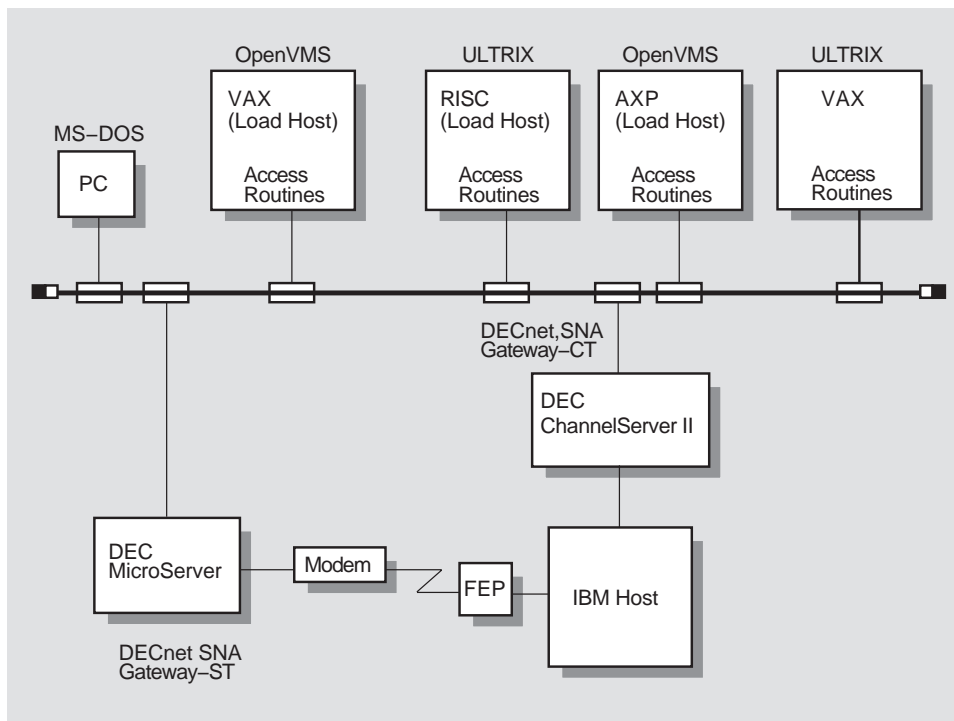 OpenVMS
ULTRIX
OpenVMS
ULTRIX
VAX
(Load Host)
Access
Routines
RISC
(Load Host)
Access
Routines
AXP
(Load Host)
Access
Routines
VAX
Access
Routines
MS–DOS
PC
DECnet,SNA
Gateway–CT
DEC
ChannelServer II
DEC
MicroServer
Modem
FEP
IBM Host
DECnet SNA
Gateway–ST